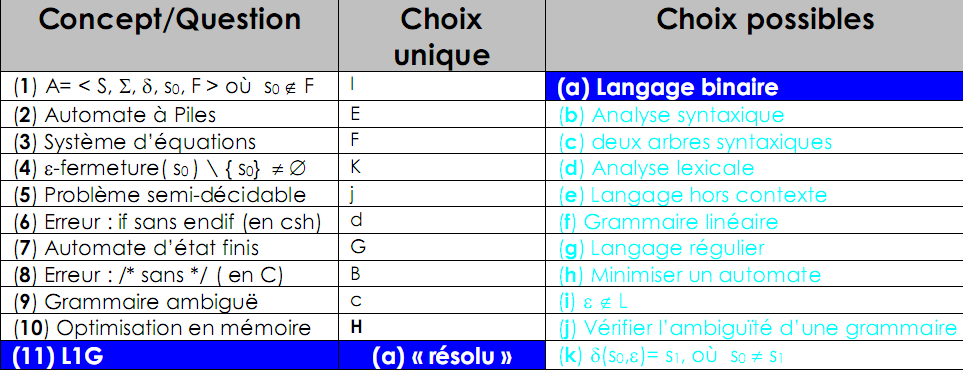 Concept/Question Choix unique Choix possibles
(1) A= < S, Σ, δ, s0, F > où s0 ∉ F I (a) Langage binaire
(2) Automate à Piles E (b) Analyse syntaxique
(3) Système d'équations F (c) deux arbres syntaxiques
(4) ε-fermeture( s0 ) \ { s0} ≠ ∅ K (d) Analyse lexicale
(5) Problème semi-décidable j (e) Langage hors contexte
(6) Erreur : if sans endif (en csh) d (f) Grammaire linéaire
(7) Automate d'état finis G (g) Langage régulier
(8) Erreur : /* sans */ ( en C) B (h) Minimiser un automate
(9) Grammaire ambiguë c (i) ε ∉ L
(10) Optimisation en mémoire H (j) Vérifier l'ambiguïté d'une grammaire
(11) L1G (a) « résolu » (k) δ(s0,ε)= s1, où s0 ≠ s1